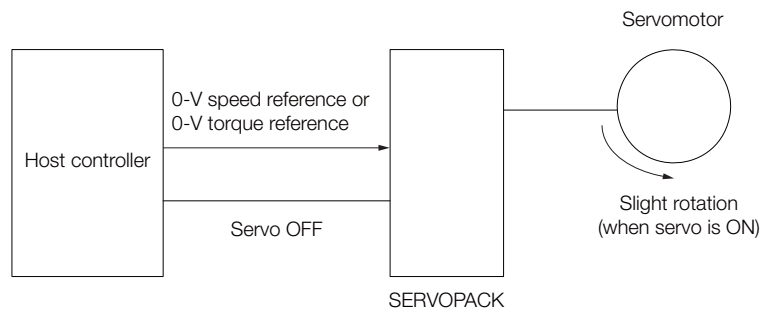 Servomotor
0-V speed reference or
0-V torque reference
Host controller
Slight rotation
(when servo is ON)
Servo OFF
SERVOPACK